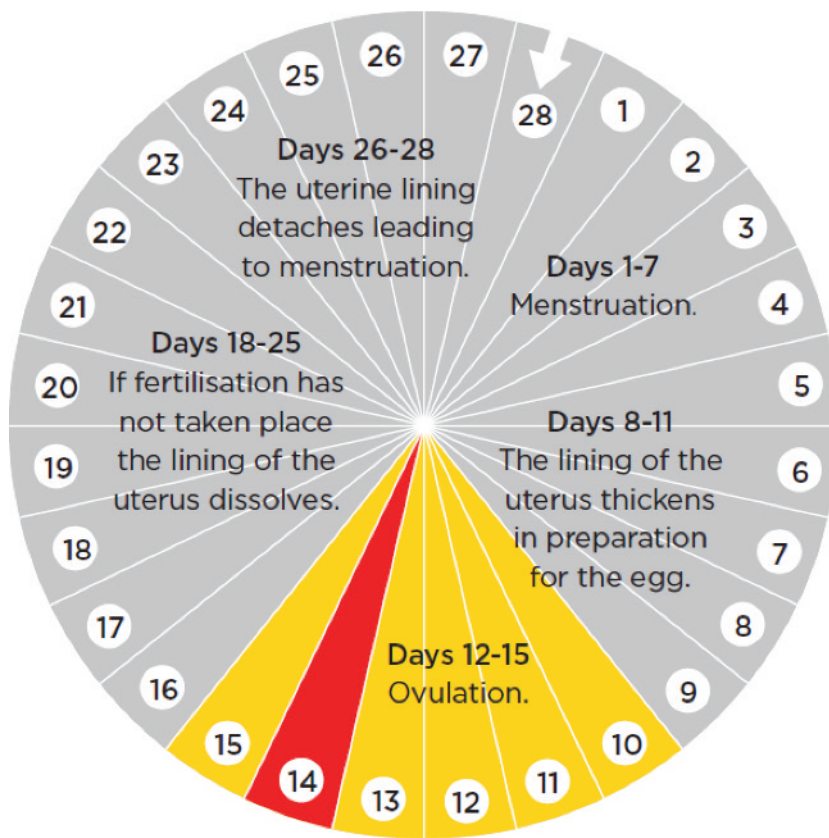 1
2
3
4
5
6
7
8
9
10
11
12
13
14
15
16
17
18
19
20
21
22
23
24
25
26
27
28
Days 1-7
Menstruation.
Days 8-11
The lining of the
uterus thickens
in preparation
for the egg.
Days 12-15
Ovulation.
Days 18-25
If fertilisation has
not taken place
the lining of the
uterus dissolves.
Days 26-28
The uterine lining
detaches leading
to menstruation.